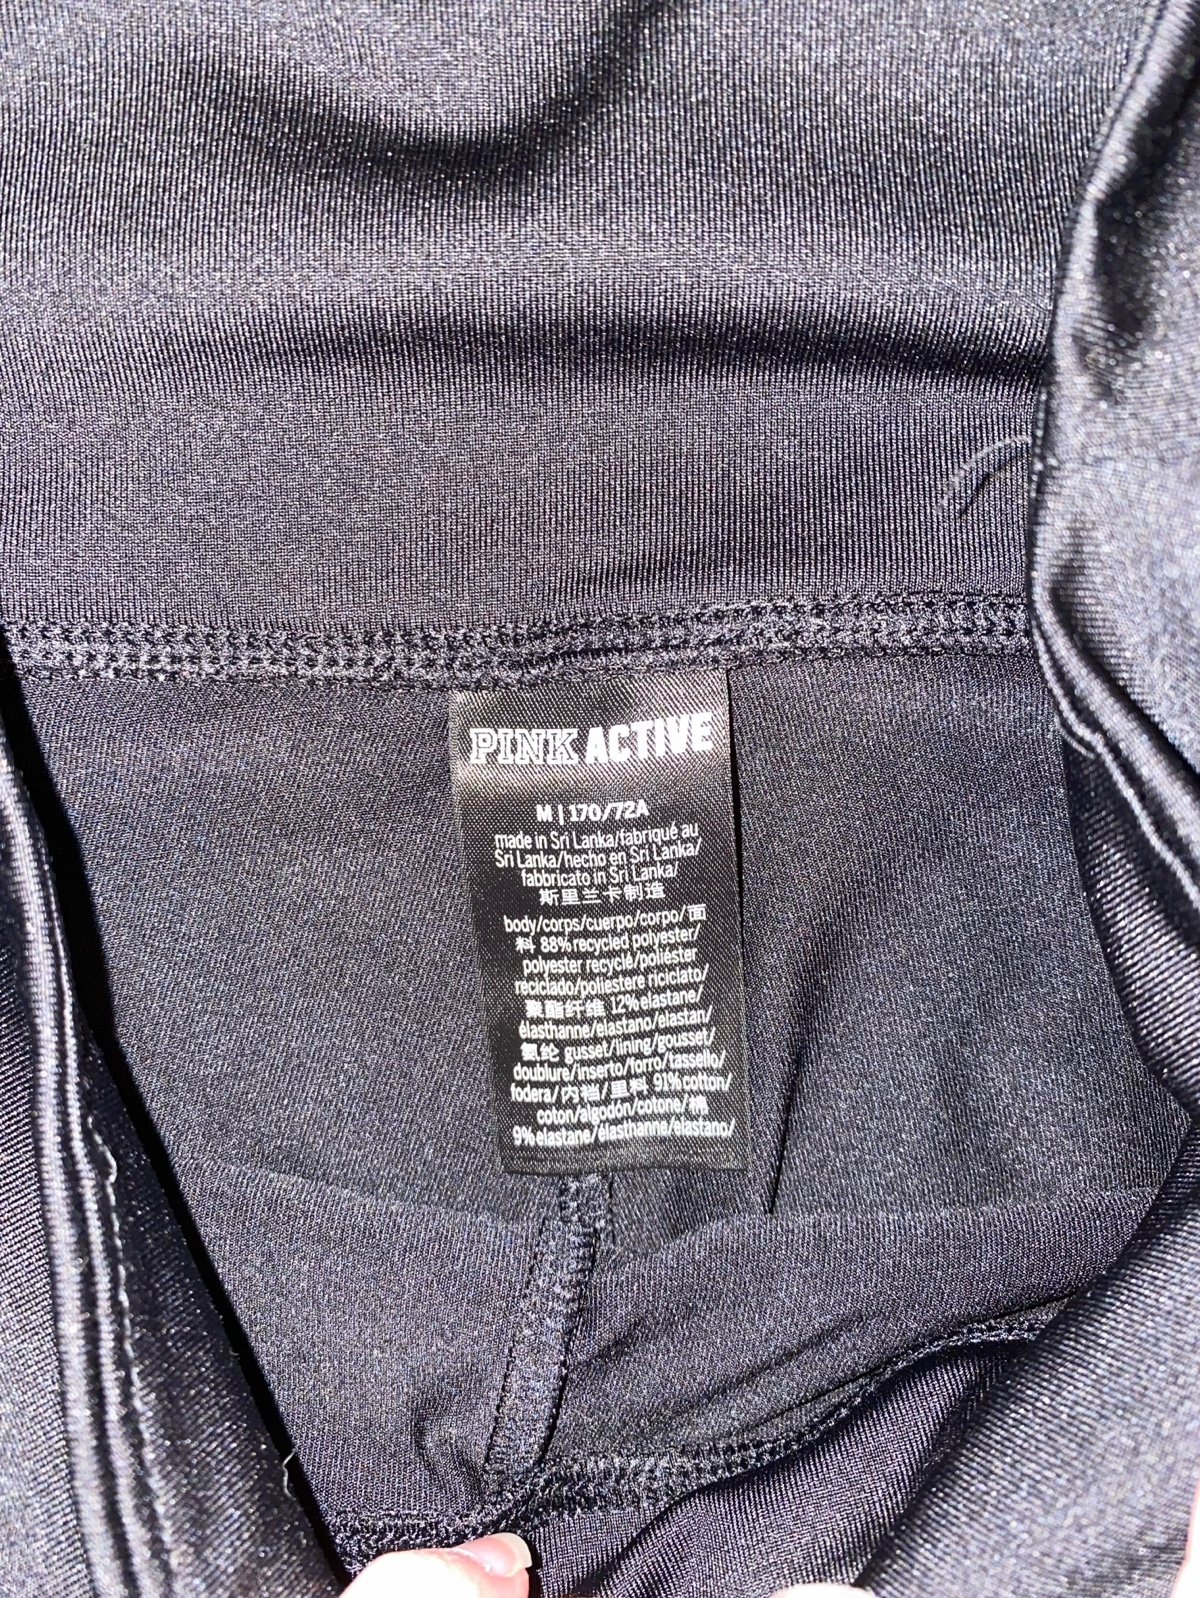 PINK ACTIVE
M | 170/72A
made in Sri Lanka/fabriqué au
Sri Lanka/hecho en Sri Lanka/
fabbricato in Sri Lanka/
斯里兰卡制造
body/corps/cuerpo/corpo/面
料 88% recycled polyester/
polyester recyclé/poliéster
reciclado/poliestere riciclato/
聚酯纤维 12% elastane/
élasthanne/elastano/elastan/
氨纶 gusset/lining/gousset/
doublure/inserto/forro/tassello/
fodera/内裆/里料 91% cotton/
coton/algodón/cotone/棉
9% elastane/élasthanne/elastano/